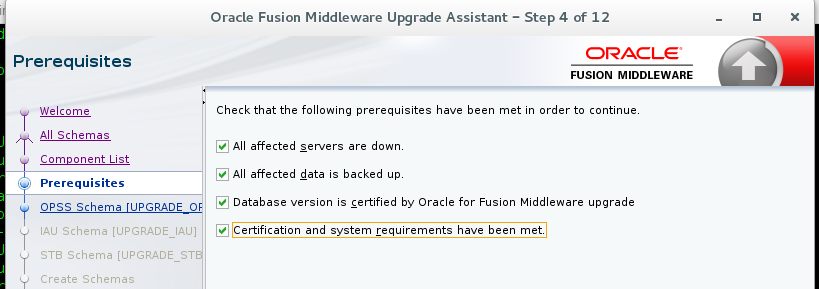 Oracle Fusion Middleware Upgrade Assistant – Step 4 of 12
Prerequisites
ORACLE
FUSION MIDDLEWARE
Welcome
All Schemas
Component List
Prerequisites
OPSS Schema [UPGRADE_OP
IAU Schema [UPGRADE_IAU]
STB Schema [UPGRADE_STB
Create Schemas
Check that the following prerequisites have been met in order to continue.
All affected servers are down.
All affected data is backed up.
Database version is certified by Oracle for Fusion Middleware upgrade
Certification and system requirements have been met.